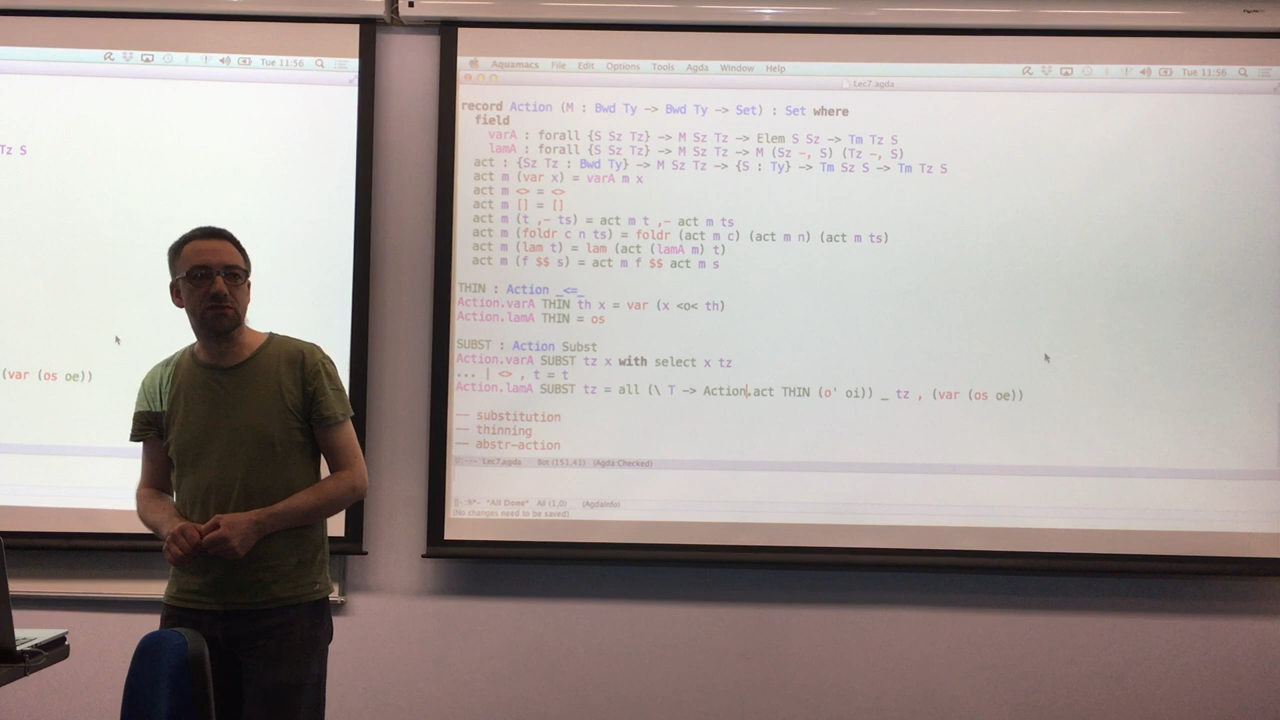 Tue 11:56
Tz S
(var (os oe))
Aquamacs File Edit Options Tools Agda Window Help Tue 11:56
Lec7.agda
record Action (M : Bwd Ty -> Bwd Ty -> Set) : Set where
field
varA : forall {S Sz Tz} -> M Sz Tz -> Elem S Sz -> Tm Tz S
lamA : forall {S Sz Tz} -> M Sz Tz -> M (Sz -, S) (Tz -, S)
act : {Sz Tz : Bwd Ty} -> M Sz Tz -> {S : Ty} -> Tm Sz S -> Tm Tz S
act m (var x) = varA m x
act m <> = <>
act m [] = []
act m (t ,- ts) = act m t ,- act m ts
act m (foldr c n ts) = foldr (act m c) (act m n) (act m ts)
act m (lam t) = lam (act (lamA m) t)
act m (f $$ s) = act m f $$ act m s
THIN : Action _<=_
Action.varA THIN th x = var (x <o< th)
Action.lamA THIN = os
SUBST : Action Subst
Action.varA SUBST tz x with select x tz
... | <> , t = t
Action.lamA SUBST tz = all (\ T -> Action.act THIN (o' oi)) _ tz , (var (os oe))
-- substitution
-- thinning
-- abstr-action
Lec7.agda Bot (151,41) (Agda:Checked)
*All Done* All (1,0) (AgdaInfo)
(No changes need to be saved)